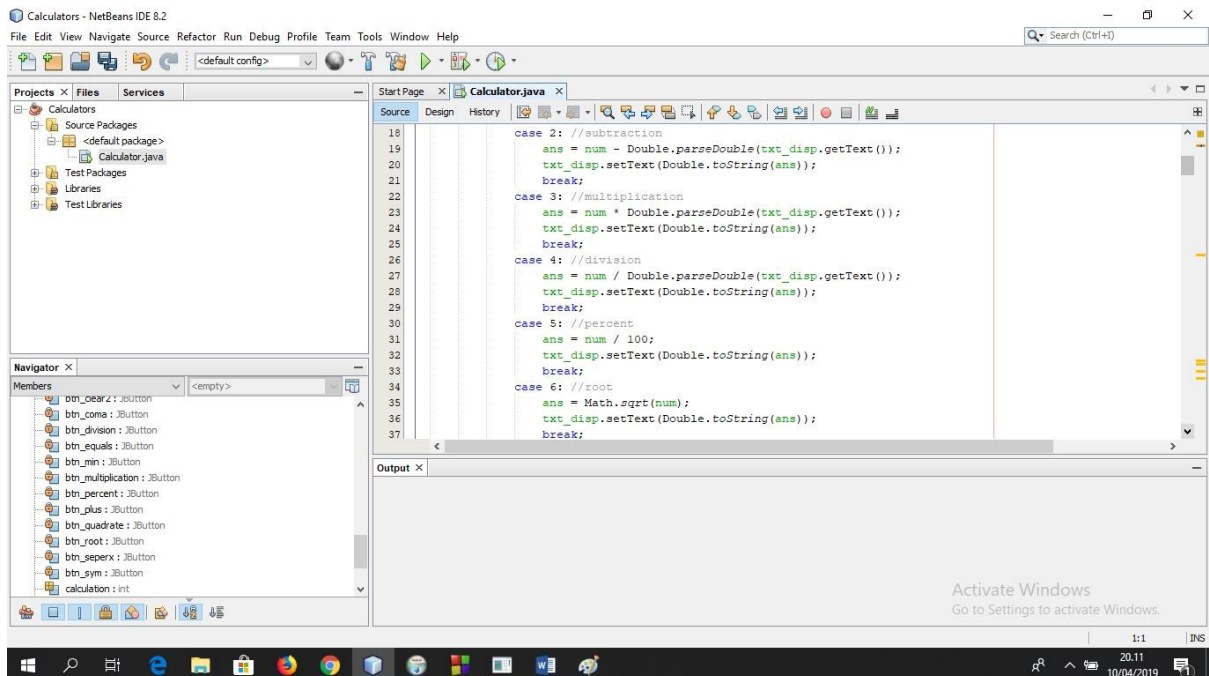 Calculators - NetBeans IDE 8.2
File Edit View Navigate Source Refactor Run Debug Profile Team Tools Window Help
Search (Ctrl+I)
<default config>
Projects Files Services
Calculators
Source Packages
<default package>
Calculator.java
Test Packages
Libraries
Test Libraries
Navigator
Members <empty>
btn_clear2 : JButton
btn_coma : JButton
btn_division : JButton
btn_equals : JButton
btn_min : JButton
btn_multiplication : JButton
btn_percent : JButton
btn_plus : JButton
btn_quadrate : JButton
btn_root : JButton
btn_seperx : JButton
btn_sym : JButton
calculation : int
Start Page Calculator.java
Source Design History
18 case 2: //subtraction
19 ans = num - Double.parseDouble(txt_disp.getText());
20 txt_disp.setText(Double.toString(ans));
21 break;
22 case 3: //multiplication
23 ans = num * Double.parseDouble(txt_disp.getText());
24 txt_disp.setText(Double.toString(ans));
25 break;
26 case 4: //division
27 ans = num / Double.parseDouble(txt_disp.getText());
28 txt_disp.setText(Double.toString(ans));
29 break;
30 case 5: //percent
31 ans = num / 100;
32 txt_disp.setText(Double.toString(ans));
33 break;
34 case 6: //root
35 ans = Math.sqrt(num);
36 txt_disp.setText(Double.toString(ans));
37 break;
Output
Activate Windows
Go to Settings to activate Windows.
1:1 INS
20.11
10/04/2019